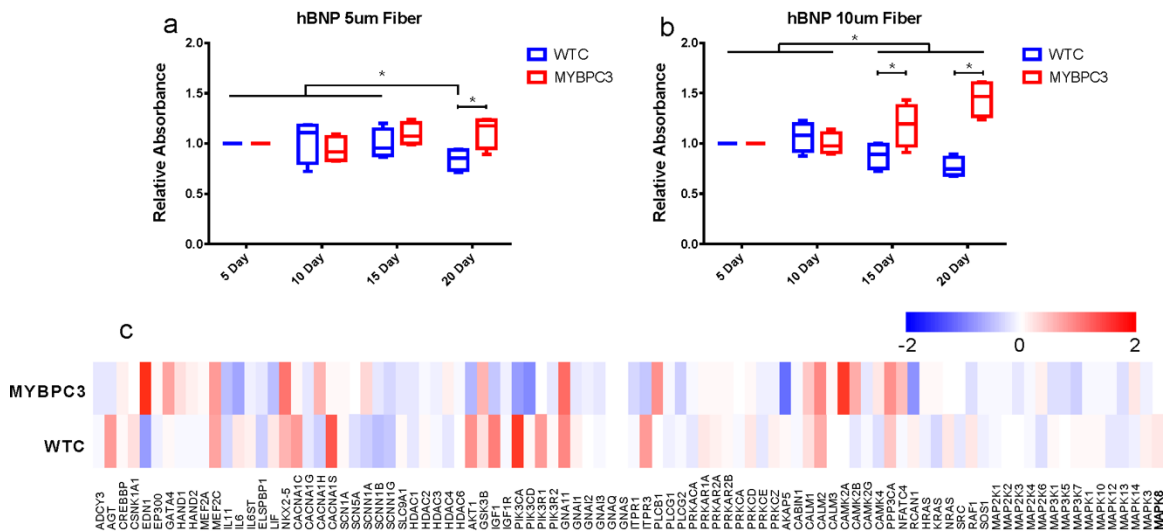 a
hBNP 5um Fiber
Relative Absorbance
2.0
1.5
1.0
0.5
0.0
*
*
WTC
MYBPC3
5 Day
10 Day
15 Day
20 Day
b
hBNP 10um Fiber
Relative Absorbance
2.0
1.5
1.0
0.5
0.0
*
*
*
WTC
MYBPC3
5 Day
10 Day
15 Day
20 Day
c
-2
0
2
MYBPC3
WTC
ADCY3
AGT
CREBBP
CSNK1A1
EDN1
EP300
GATA4
HAND1
HAND2
MEF2A
MEF2C
IL11
IL6
IL6ST
ELSPBP1
LIF
NKX2-5
CACNA1C
CACNA1G
CACNA1H
CACNA1S
SCN1A
SCN5A
SCNN1A
SCNN1B
SCNN1G
SLC9A1
HDAC1
HDAC2
HDAC3
HDAC4
HDAC6
AKT1
GSK3B
IGF1
IGF1R
PIK3CA
PIK3CD
PIK3R1
PIK3R2
GNA11
GNAI1
GNAI2
GNAI3
GNAQ
GNAS
ITPR1
ITPR3
PLCB1
PLCG1
PLCG2
PRKACA
PRKAR1A
PRKAR2A
PRKAR2B
PRKCA
PRKCD
PRKCE
PRKCZ
AKAP5
CALM1
CALM2
CALM3
CAMK2A
CAMK2B
CAMK2G
CAMK4
PPP3CA
NFATC4
RCAN1
HRAS
KRAS
NRAS
SRC
RAF1
SOS1
MAP2K1
MAP2K2
MAP2K3
MAP2K4
MAP2K6
MAP3K1
MAP3K5
MAP3K7
MAPK1
MAPK10
MAPK12
MAPK13
MAPK14
MAPK3
MAPK8